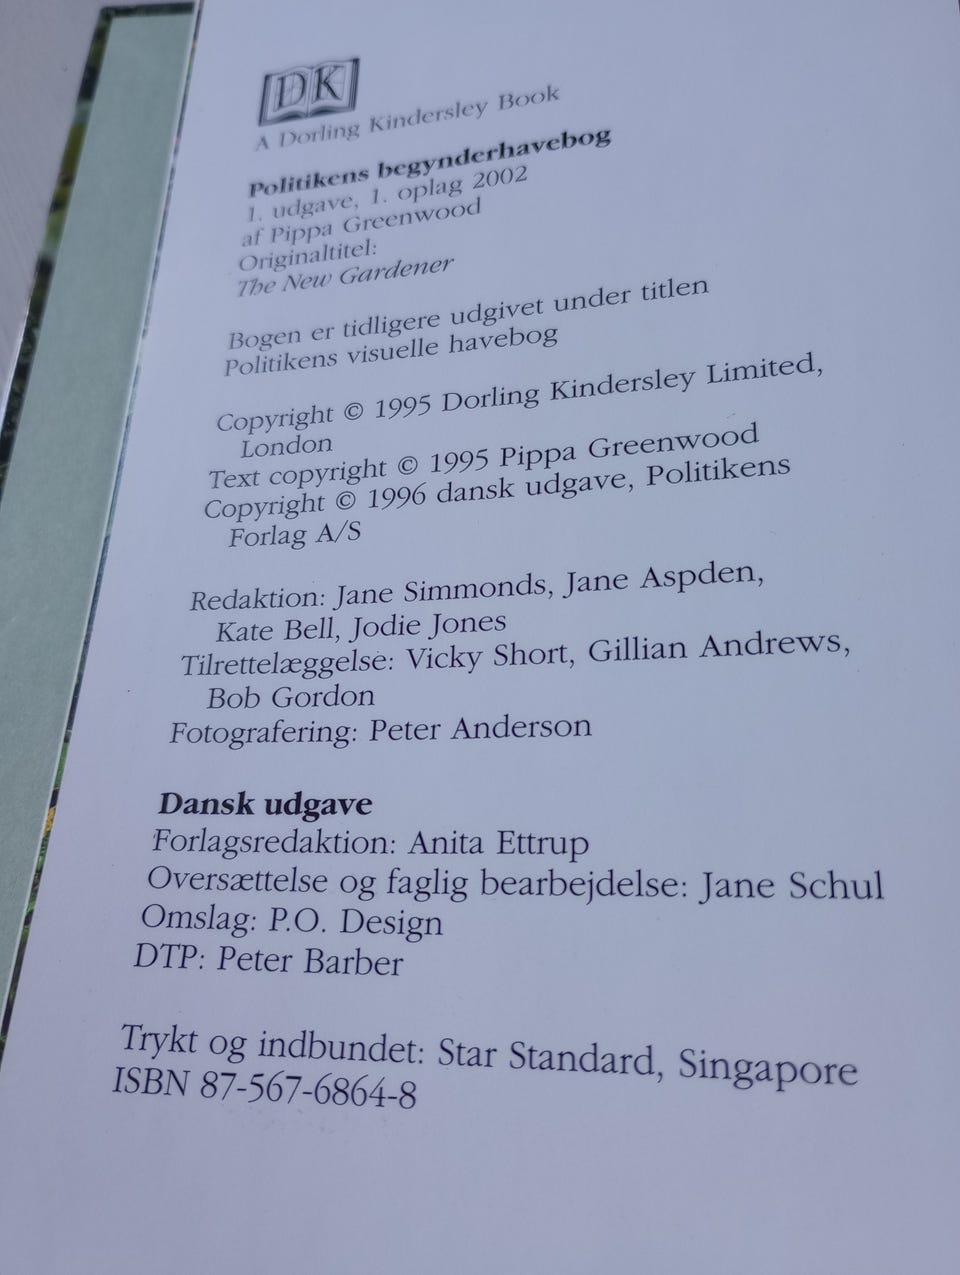 DK
A Dorling Kindersley Book
Politikens begynderhavebog
1. udgave, 1. oplag 2002
af Pippa Greenwood
Originaltitel:
The New Gardener
Bogen er tidligere udgivet under titlen
Politikens visuelle havebog
Copyright © 1995 Dorling Kindersley Limited,
London
Text copyright © 1995 Pippa Greenwood
Copyright © 1996 dansk udgave, Politikens
Forlag A/S
Redaktion: Jane Simmonds, Jane Aspden,
Kate Bell, Jodie Jones
Tilrettelæggelse: Vicky Short, Gillian Andrews,
Bob Gordon
Fotografering: Peter Anderson
Dansk udgave
Forlagsredaktion: Anita Ettrup
Oversættelse og faglig bearbejdelse: Jane Schul
Omslag: P.O. Design
DTP: Peter Barber
Trykt og indbundet: Star Standard, Singapore
ISBN 87-567-6864-8